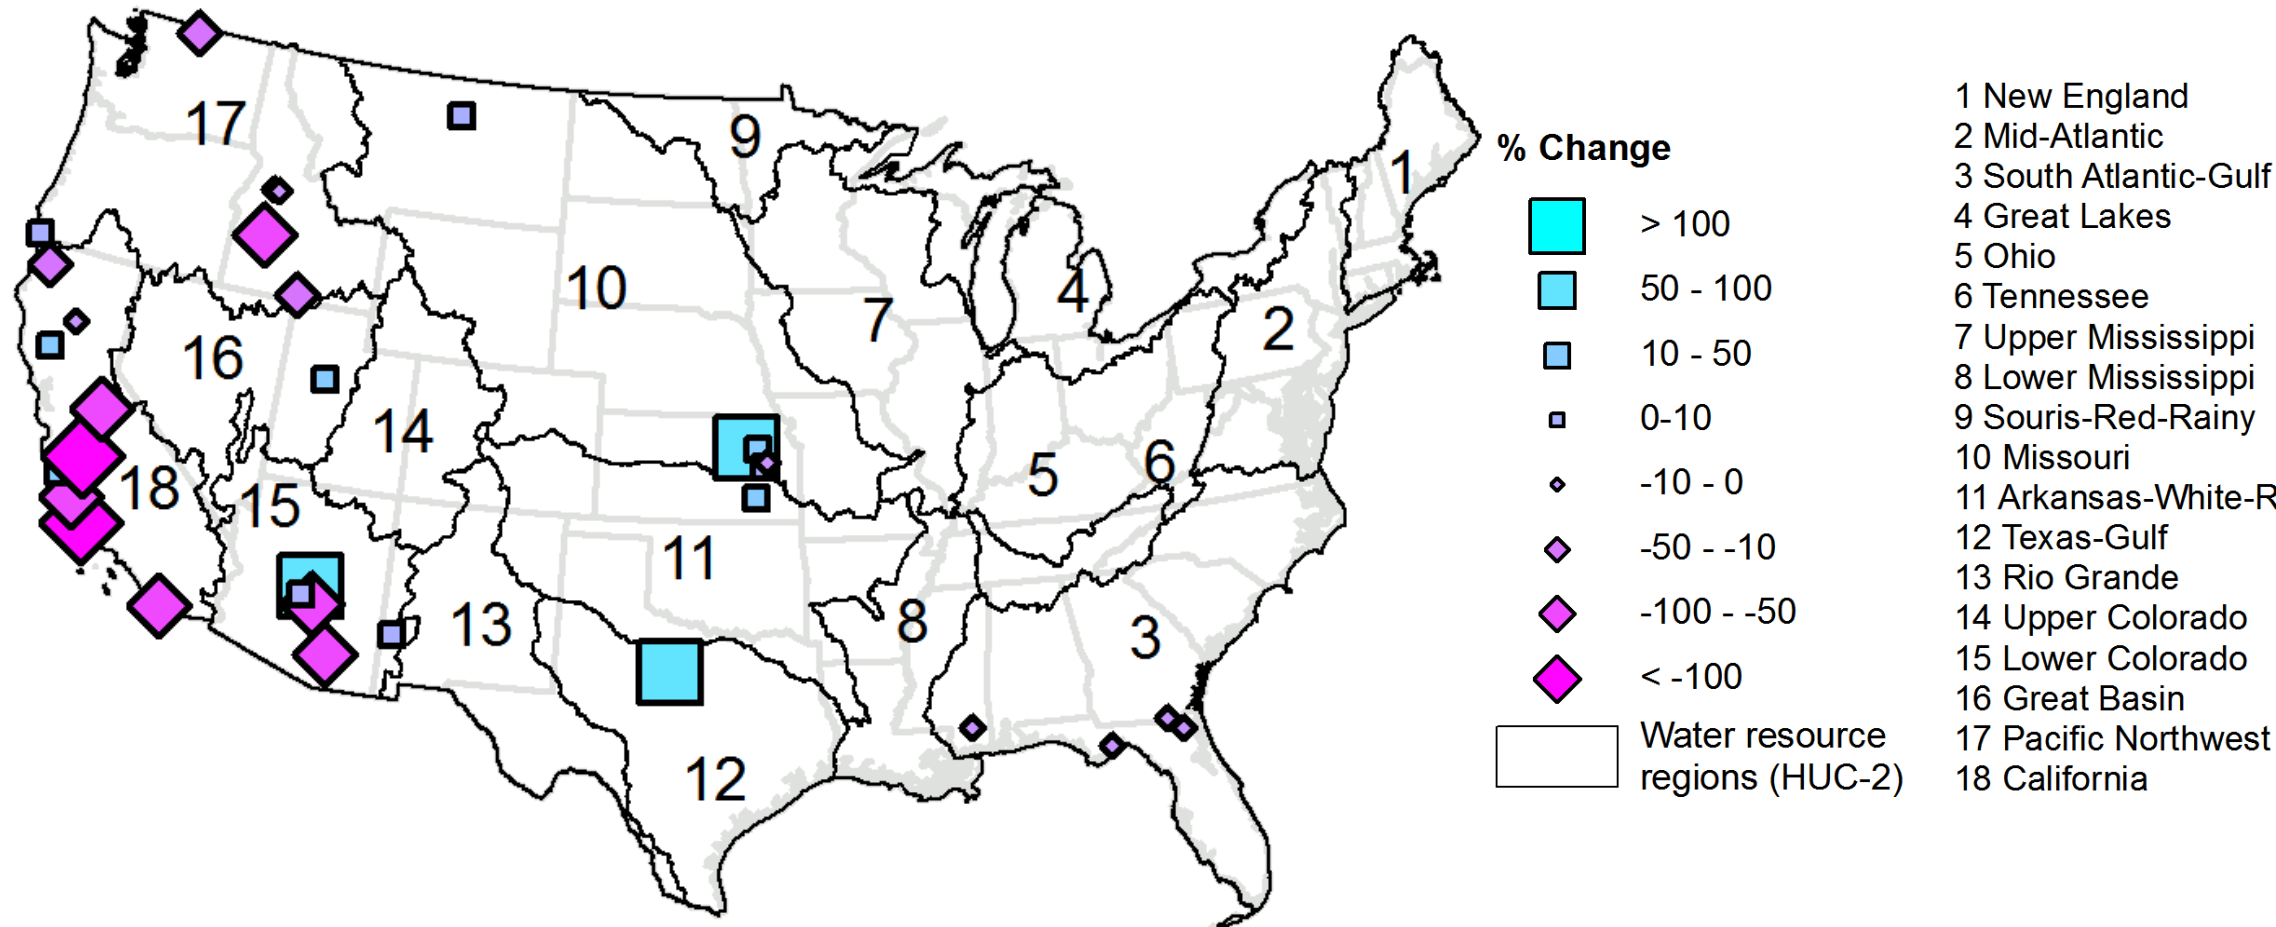 17
9
1
10
7
4
2
16
14
5
6
18
15
11
13
8
3
12
% Change
> 100
50 - 100
10 - 50
0-10
-10 - 0
-50 - -10
-100 - -50
< -100
Water resource
regions (HUC-2)
1 New England
2 Mid-Atlantic
3 South Atlantic-Gulf
4 Great Lakes
5 Ohio
6 Tennessee
7 Upper Mississippi
8 Lower Mississippi
9 Souris-Red-Rainy
10 Missouri
11 Arkansas-White-R
12 Texas-Gulf
13 Rio Grande
14 Upper Colorado
15 Lower Colorado
16 Great Basin
17 Pacific Northwest
18 California